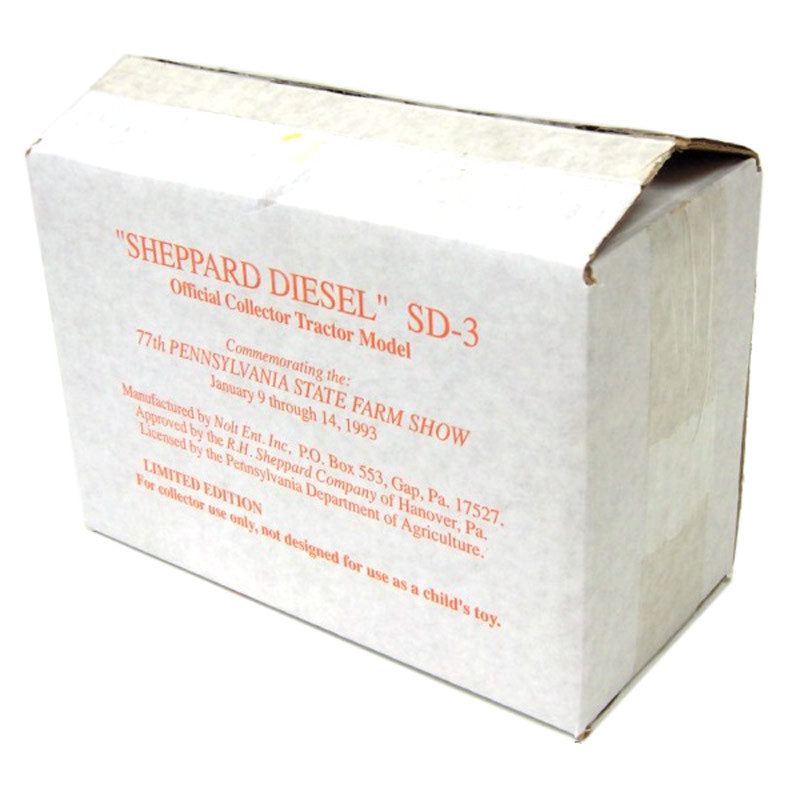 "SHEPPARD DIESEL" SD-3
Official Collector Tractor Model
Commemorating the:
77th PENNSYLVANIA STATE FARM SHOW
January 9 through 14, 1993
Manufactured by Nolt Ent. Inc, P.O. Box 553, Gap, Pa. 17527.
Approved by the R.H. Sheppard Company of Hanover, Pa.
Licensed by the Pennsylvania Department of Agriculture.
LIMITED EDITION
For collector use only, not designed for use as a child's toy.